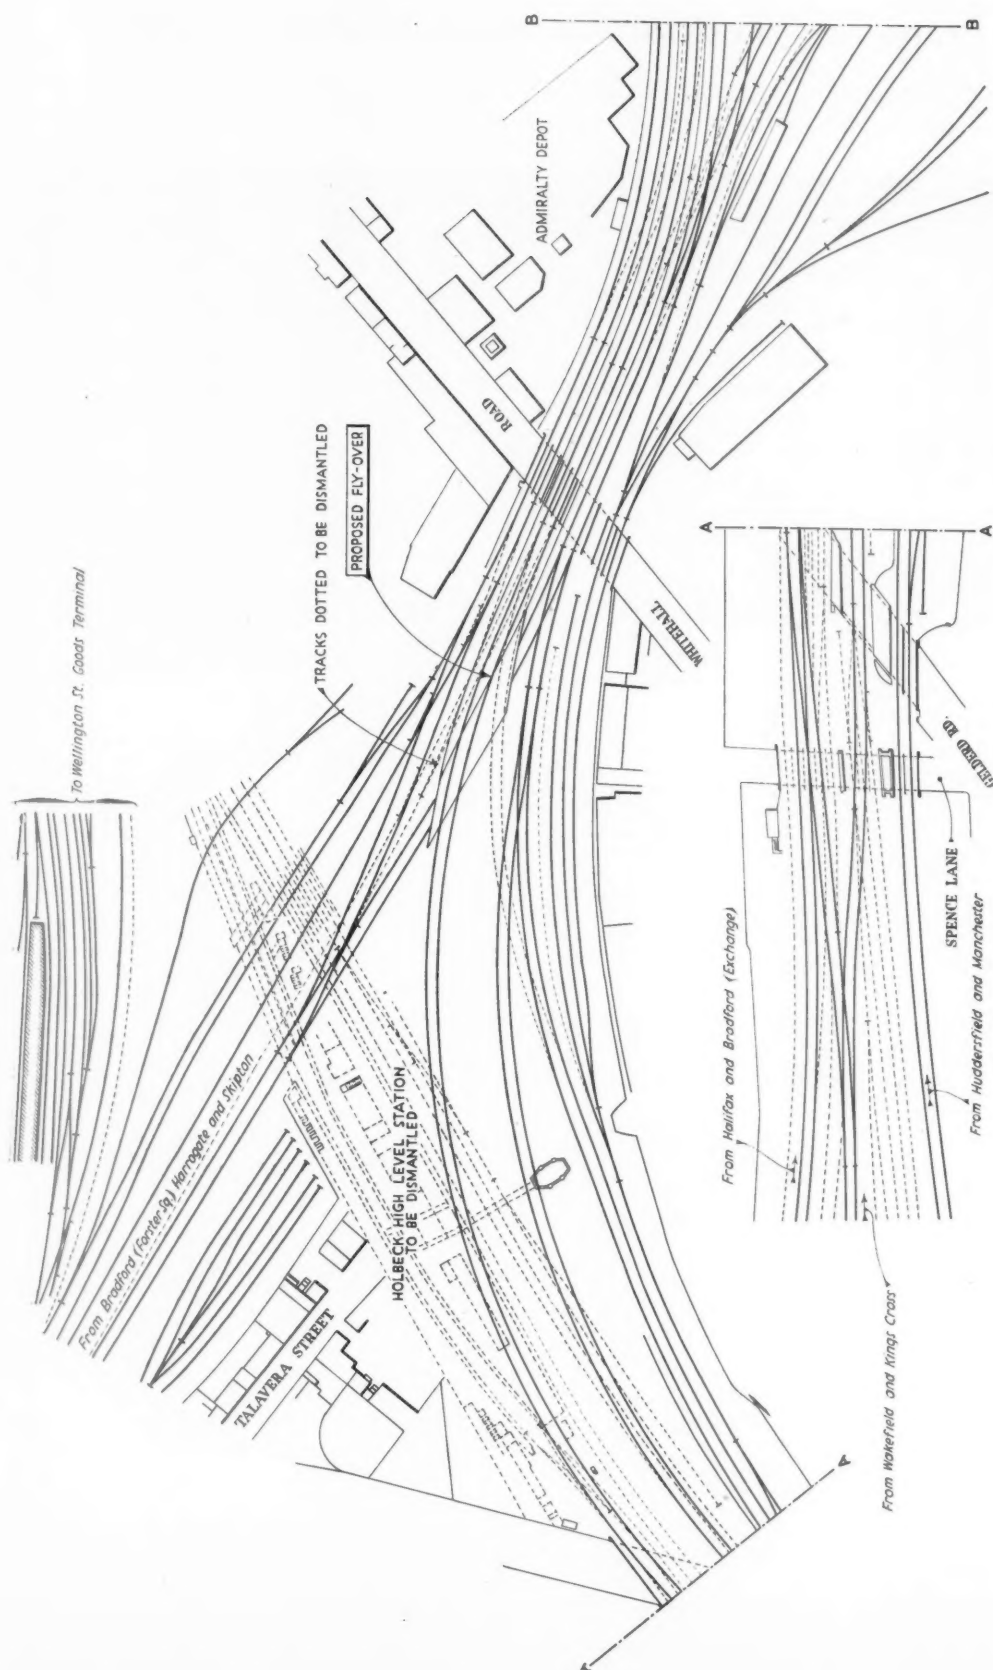 B
B
ADMIRALTY DEPOT
ROAD
TRACKS DOTTED TO BE DISMANTLED
PROPOSED FLY-OVER
To Wellington St. Goods Terminal
WHITEHALL
A
A
GELDERD RD.
SPENCE LANE
From Halifax and Bradford (Exchange)
From Huddersfield and Manchester
From Wakefield and Kings Cross
From Bradford (Forster Sq.) Harrogate and Skipton
HOLBECK HIGH LEVEL STATION
TO BE DISMANTLED
TALAVERA STREET
A